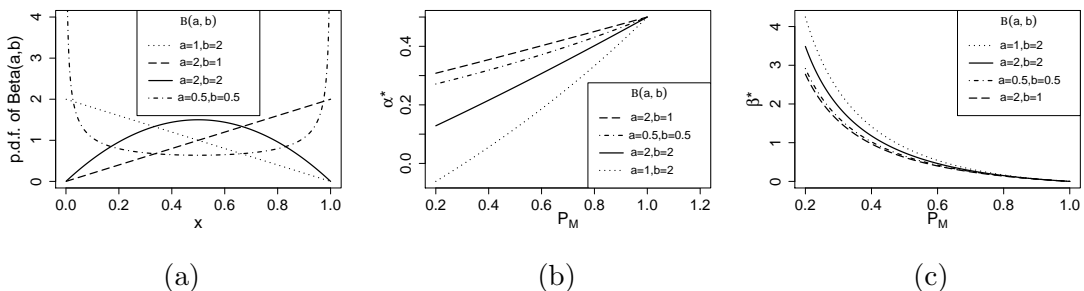 p.d.f. of Beta(a,b)
0 1 2 3 4
B(a, b)
a=1,b=2
a=2,b=1
a=2,b=2
a=0.5,b=0.5
0.0 0.2 0.4 0.6 0.8 1.0
x
(a)
α*
0.0 0.2 0.4
B(a, b)
a=2,b=1
a=0.5,b=0.5
a=2,b=2
a=1,b=2
0.2 0.4 0.6 0.8 1.0 1.2
P_M
(b)
β*
0 1 2 3 4
B(a, b)
a=1,b=2
a=2,b=2
a=0.5,b=0.5
a=2,b=1
0.2 0.4 0.6 0.8 1.0
P_M
(c)